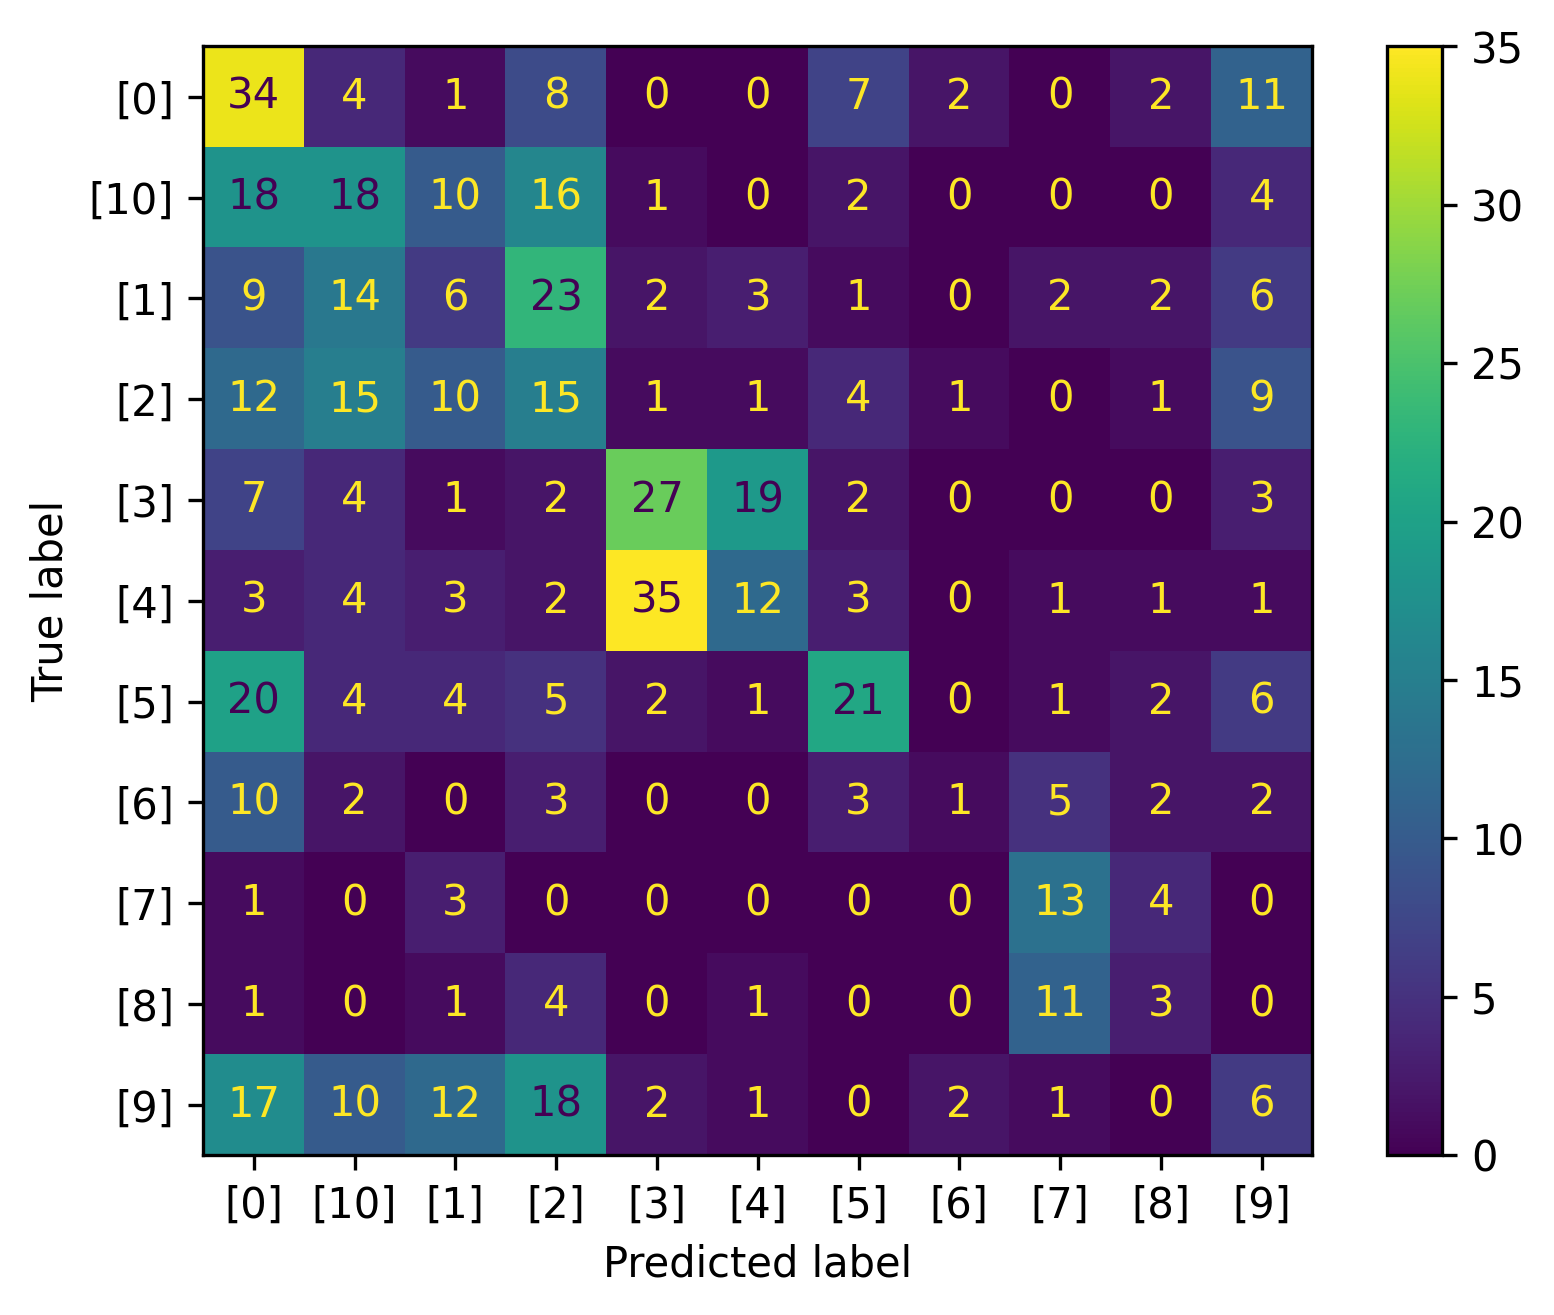 [0] 34 4 1 8 0 0 7 2 0 2 11
[10] 18 18 10 16 1 0 2 0 0 0 4
[1] 9 14 6 23 2 3 1 0 2 2 6
[2] 12 15 10 15 1 1 4 1 0 1 9
[3] 7 4 1 2 27 19 2 0 0 0 3
[4] 3 4 3 2 35 12 3 0 1 1 1
[5] 20 4 4 5 2 1 21 0 1 2 6
[6] 10 2 0 3 0 0 3 1 5 2 2
[7] 1 0 3 0 0 0 0 0 13 4 0
[8] 1 0 1 4 0 1 0 0 11 3 0
[9] 17 10 12 18 2 1 0 2 1 0 6
[0] [10] [1] [2] [3] [4] [5] [6] [7] [8] [9]
Predicted label
True label
35
30
25
20
15
10
5
0